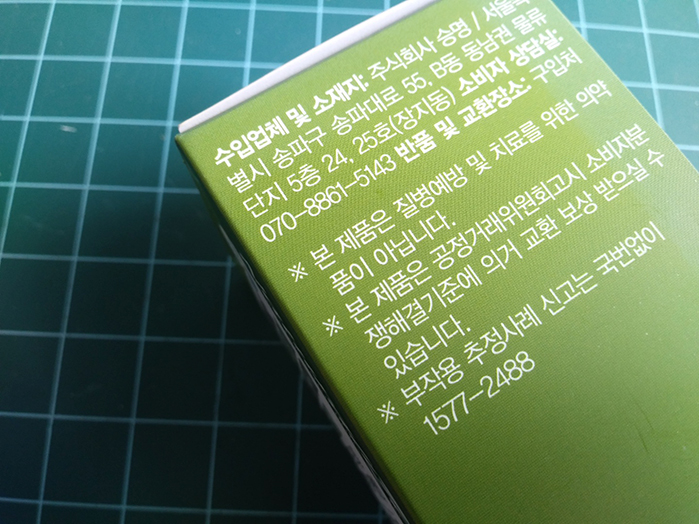 수입업체 및 소재지: 주식회사 송명 / 서울특
별시 송파구 송파대로 55, B동 동남권 물류
단지 5층 24, 25호(장지동) 소비자 상담실:
070-8861-5143 반품 및 교환장소: 구입처
※ 본 제품은 질병예방 및 치료를 위한 의약
품이 아닙니다.
※ 본 제품은 공정거래위원회고시 소비자분
쟁해결기준에 의거 교환 보상 받으실 수
있습니다.
※ 부작용 추정사례 신고는 국번없이
1577-2488